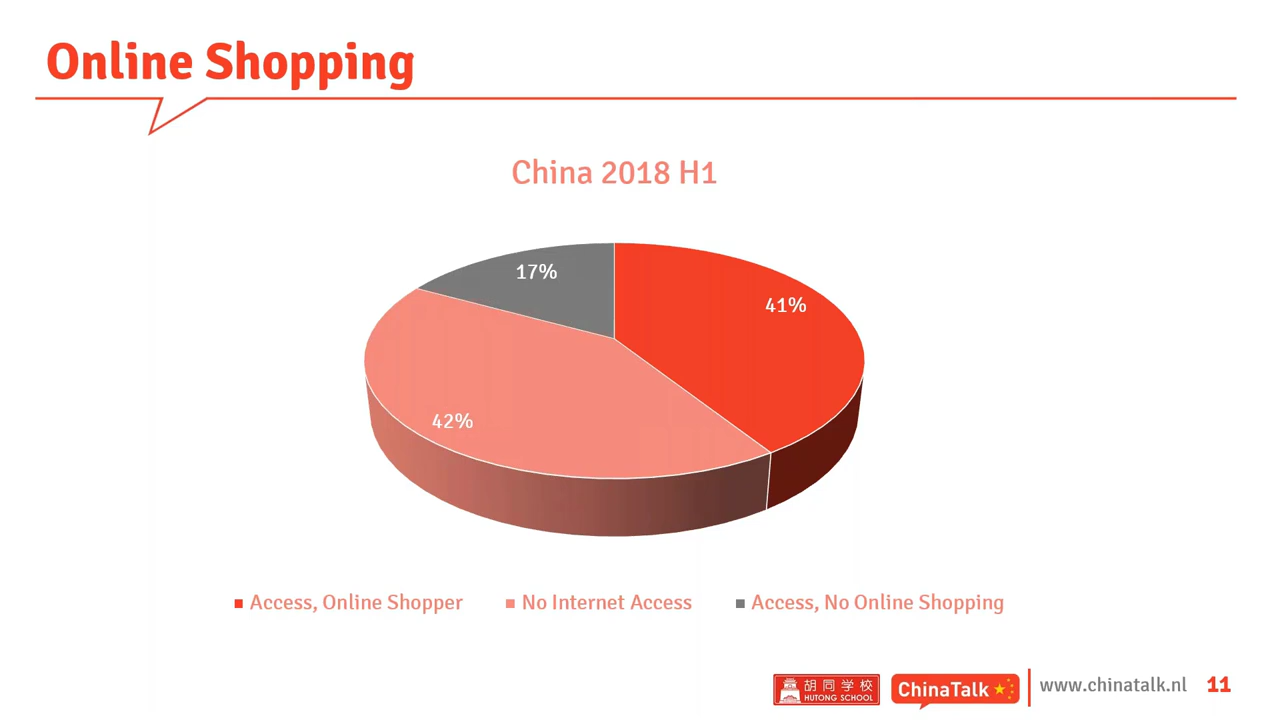 Online Shopping
China 2018 H1
17%
41%
42%
Access, Online Shopper
No Internet Access
Access, No Online Shopping
胡同学校
HUTONG SCHOOL
ChinaTalk
www.chinatalk.nl
11